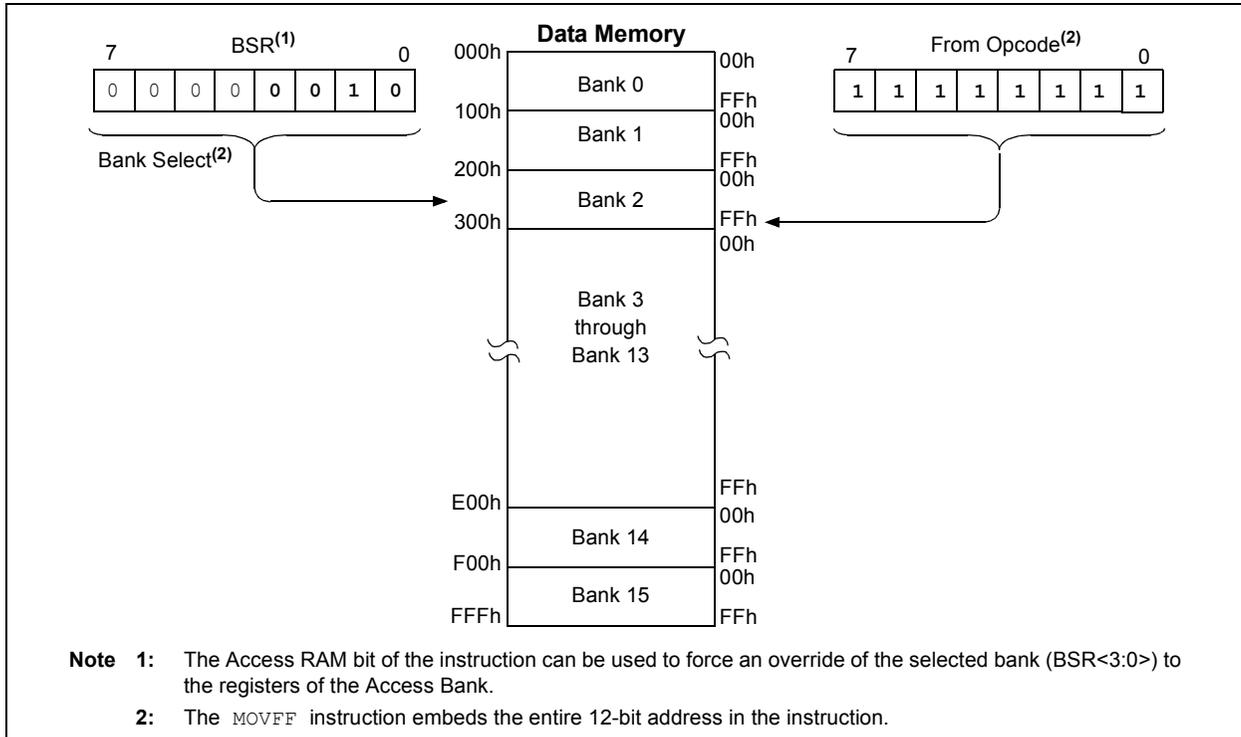 Data Memory
7 BSR(1) 0
0 0 0 0 0 0 1 0
Bank Select(2)
7 From Opcode(2) 0
1 1 1 1 1 1 1 1
000h 00h
Bank 0
FFh
100h 00h
Bank 1
FFh
200h 00h
Bank 2
300h FFh
00h
Bank 3
through
Bank 13
FFh
E00h 00h
Bank 14
FFh
F00h 00h
Bank 15
FFFh FFh
Note 1: The Access RAM bit of the instruction can be used to force an override of the selected bank (BSR<3:0>) to
the registers of the Access Bank.
2: The MOVFF instruction embeds the entire 12-bit address in the instruction.